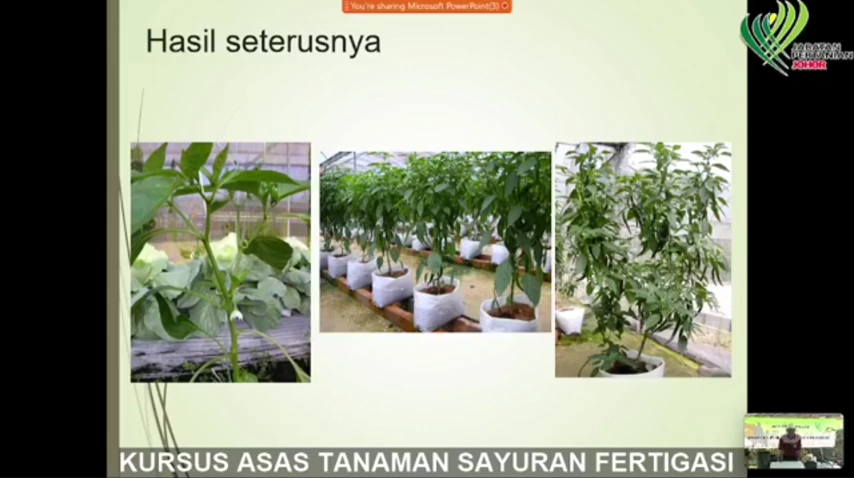 You're sharing Microsoft PowerPoint(3)
Hasil seterusnya
JABATAN
PERTANIAN
JOHOR
KURSUS ASAS TANAMAN SAYURAN FERTIGASI